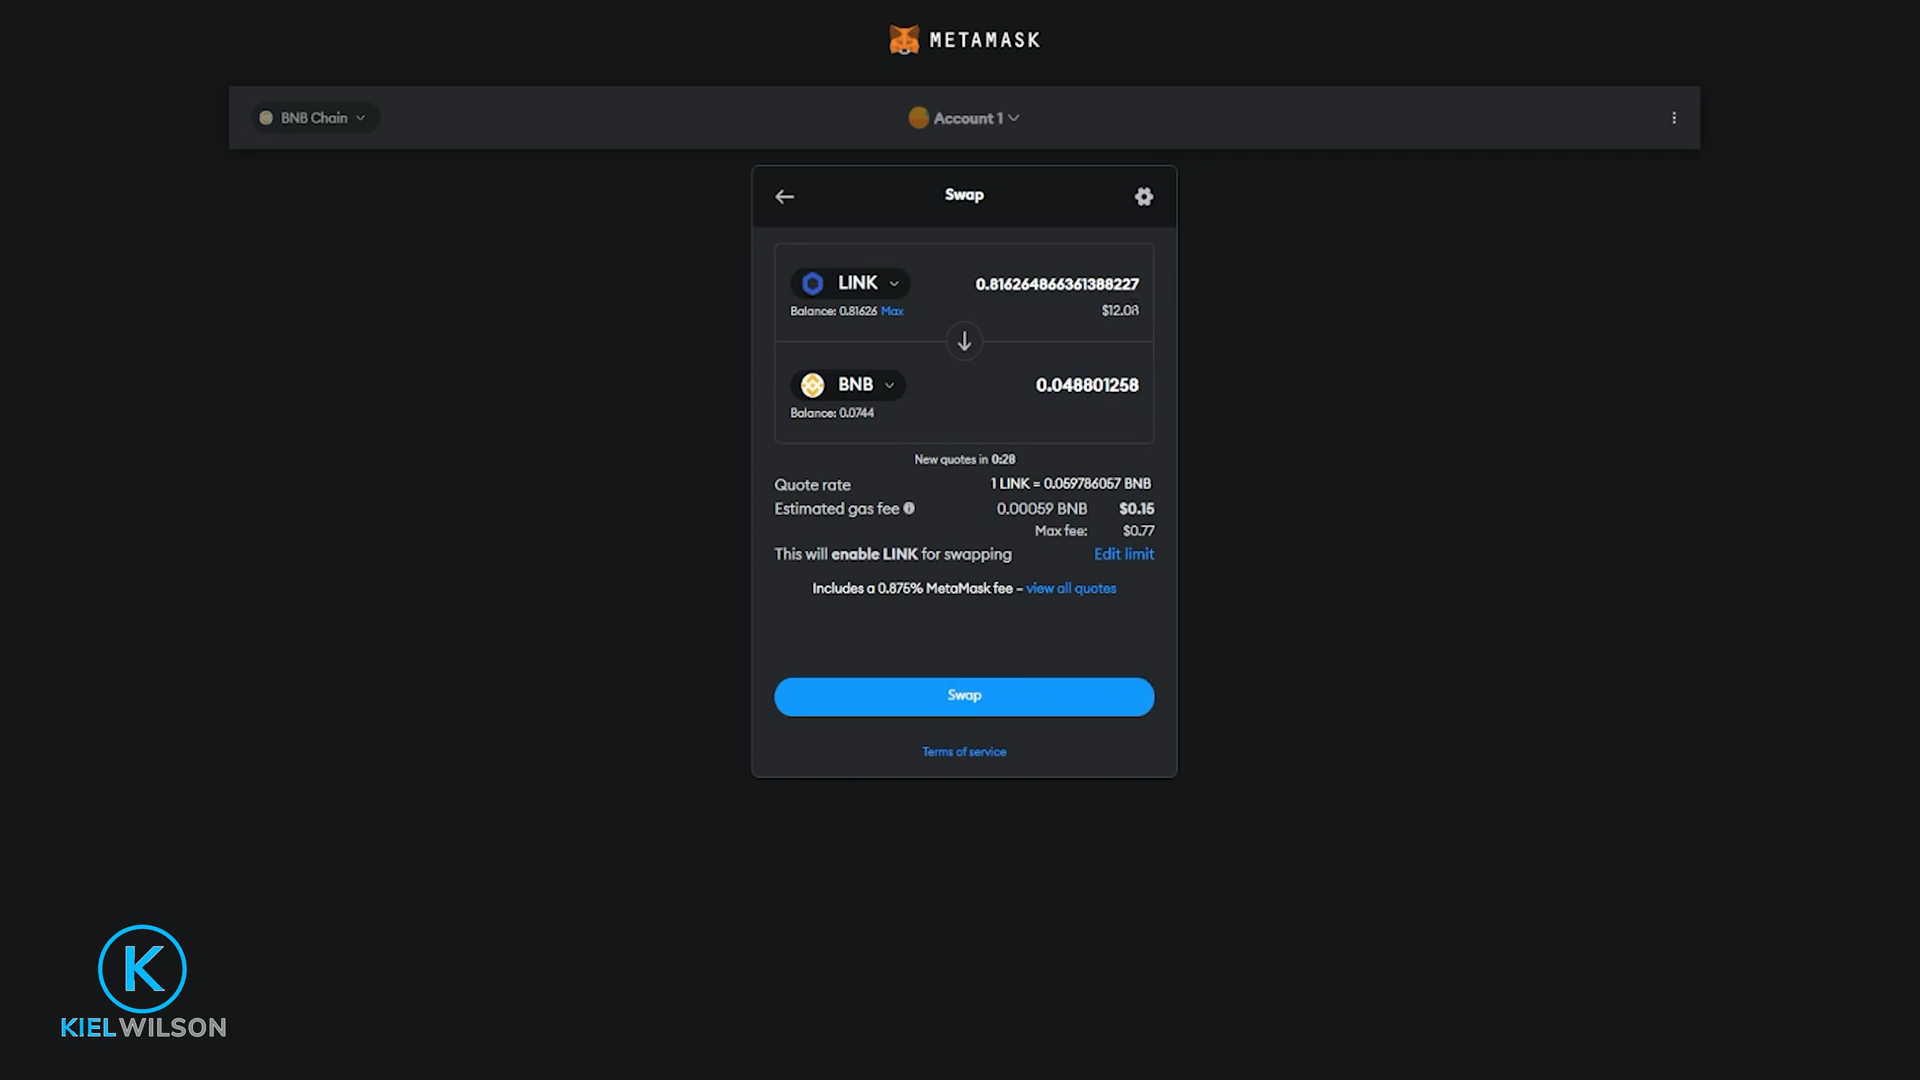 METAMASK
BNB Chain
Account 1
Swap
LINK
0.816264866361388227
Balance: 0.81626 Max
$12.08
BNB
0.048801258
Balance: 0.0744
New quotes in 0:28
Quote rate 1 LINK = 0.059786057 BNB
Estimated gas fee 0.00059 BNB $0.15
Max fee: $0.77
This will enable LINK for swapping Edit limit
Includes a 0.875% MetaMask fee – view all quotes
Swap
Terms of service
K
KIELWILSON